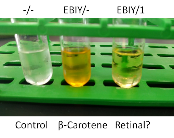 -/- EBIY/- EBIY/1
Control β-Carotene Retinal?